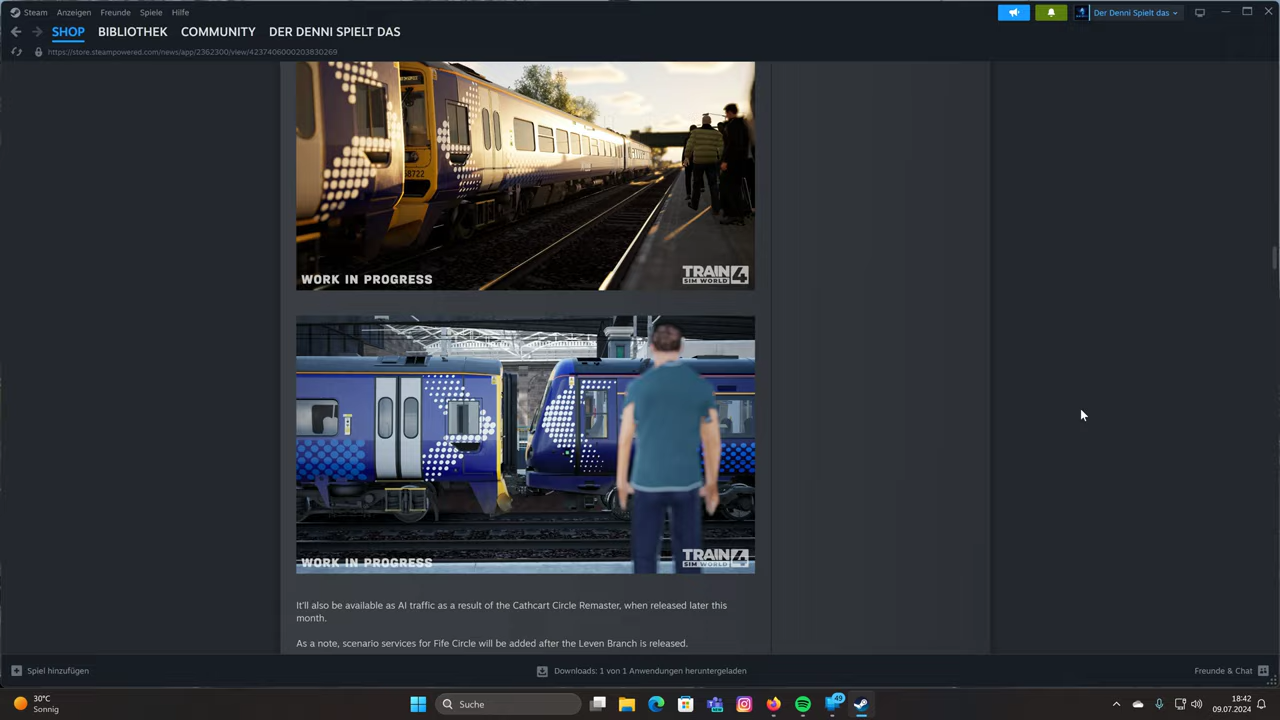 Steam Anzeigen Freunde Spiele Hilfe
Der Denni Spielt das
SHOP BIBLIOTHEK COMMUNITY DER DENNI SPIELT DAS
https://store.steampowered.com/news/app/2362300/view/4237406000203830269
WORK IN PROGRESS
TRAIN 4
SIM WORLD
WORK IN PROGRESS
TRAIN 4
SIM WORLD
It'll also be available as AI traffic as a result of the Cathcart Circle Remaster, when released later this
month.
As a note, scenario services for Fife Circle will be added after the Leven Branch is released.
Spiel hinzufügen
Downloads: 1 von 1 Anwendungen heruntergeladen
Freunde & Chat
30°C
Sonnig
Suche
49
18:42
09.07.2024